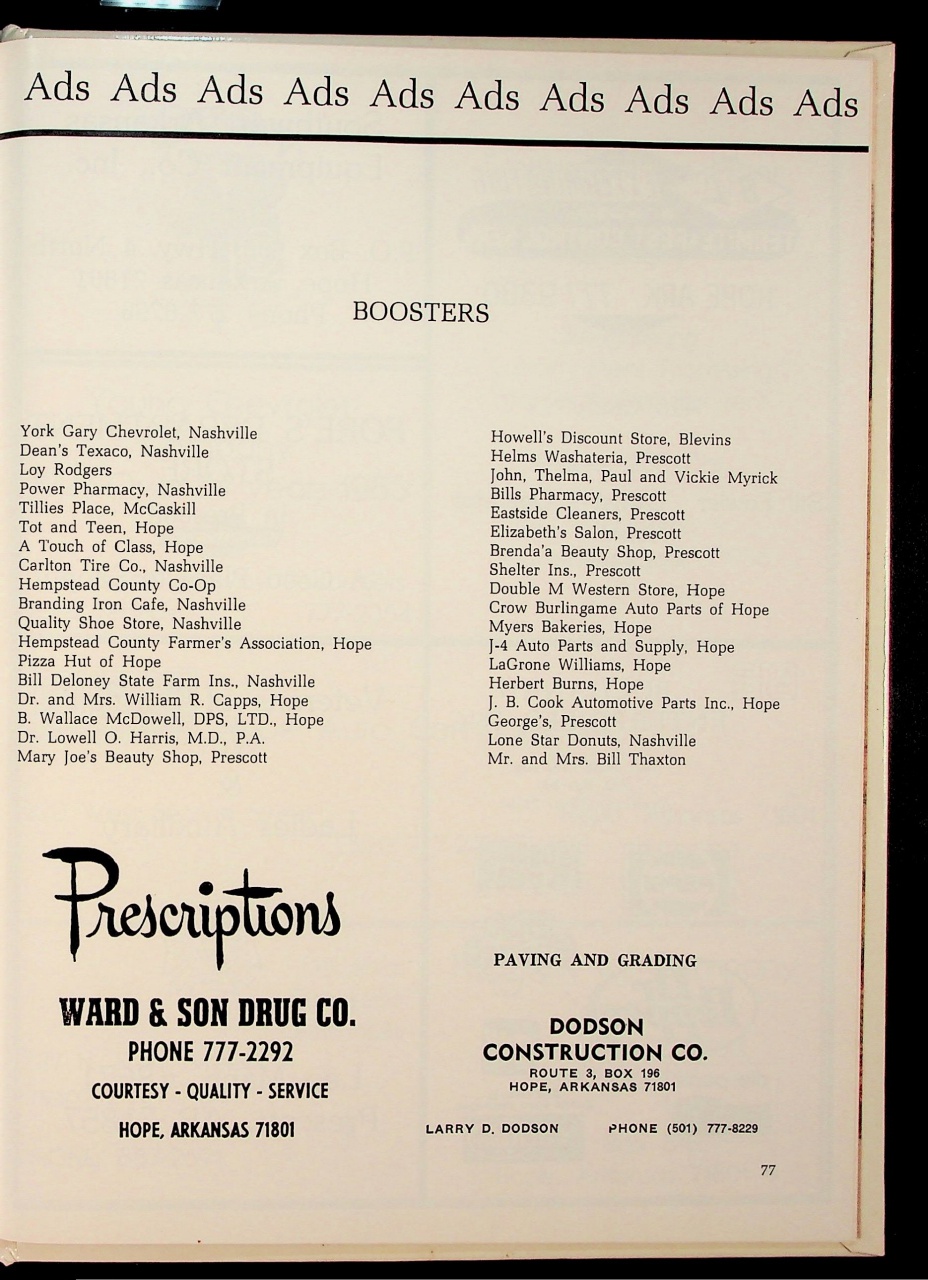 Ads Ads Ads Ads Ads Ads Ads Ads Ads Ads
BOOSTERS
York Gary Chevrolet, Nashville
Dean's Texaco, Nashville
Loy Rodgers
Power Pharmacy, Nashville
Tillies Place, McCaskill
Tot and Teen, Hope
A Touch of Class, Hope
Carlton Tire Co., Nashville
Hempstead County Co-Op
Branding Iron Cafe, Nashville
Quality Shoe Store, Nashville
Hempstead County Farmer's Association, Hope
Pizza Hut of Hope
Bill Deloney State Farm Ins., Nashville
Dr. and Mrs. William R. Capps, Hope
B. Wallace McDowell, DPS, LTD., Hope
Dr. Lowell O. Harris, M.D., P.A.
Mary Joe's Beauty Shop, Prescott
Howell's Discount Store, Blevins
Helms Washateria, Prescott
John, Thelma, Paul and Vickie Myrick
Bills Pharmacy, Prescott
Eastside Cleaners, Prescott
Elizabeth's Salon, Prescott
Brenda'a Beauty Shop, Prescott
Shelter Ins., Prescott
Double M Western Store, Hope
Crow Burlingame Auto Parts of Hope
Myers Bakeries, Hope
J-4 Auto Parts and Supply, Hope
LaGrone Williams, Hope
Herbert Burns, Hope
J. B. Cook Automotive Parts Inc., Hope
George's, Prescott
Lone Star Donuts, Nashville
Mr. and Mrs. Bill Thaxton
Prescriptions
WARD & SON DRUG CO.
PHONE 777-2292
COURTESY - QUALITY - SERVICE
HOPE, ARKANSAS 71801
PAVING AND GRADING
DODSON
CONSTRUCTION CO.
ROUTE 3, BOX 196
HOPE, ARKANSAS 71801
LARRY D. DODSON PHONE (501) 777-8229
77